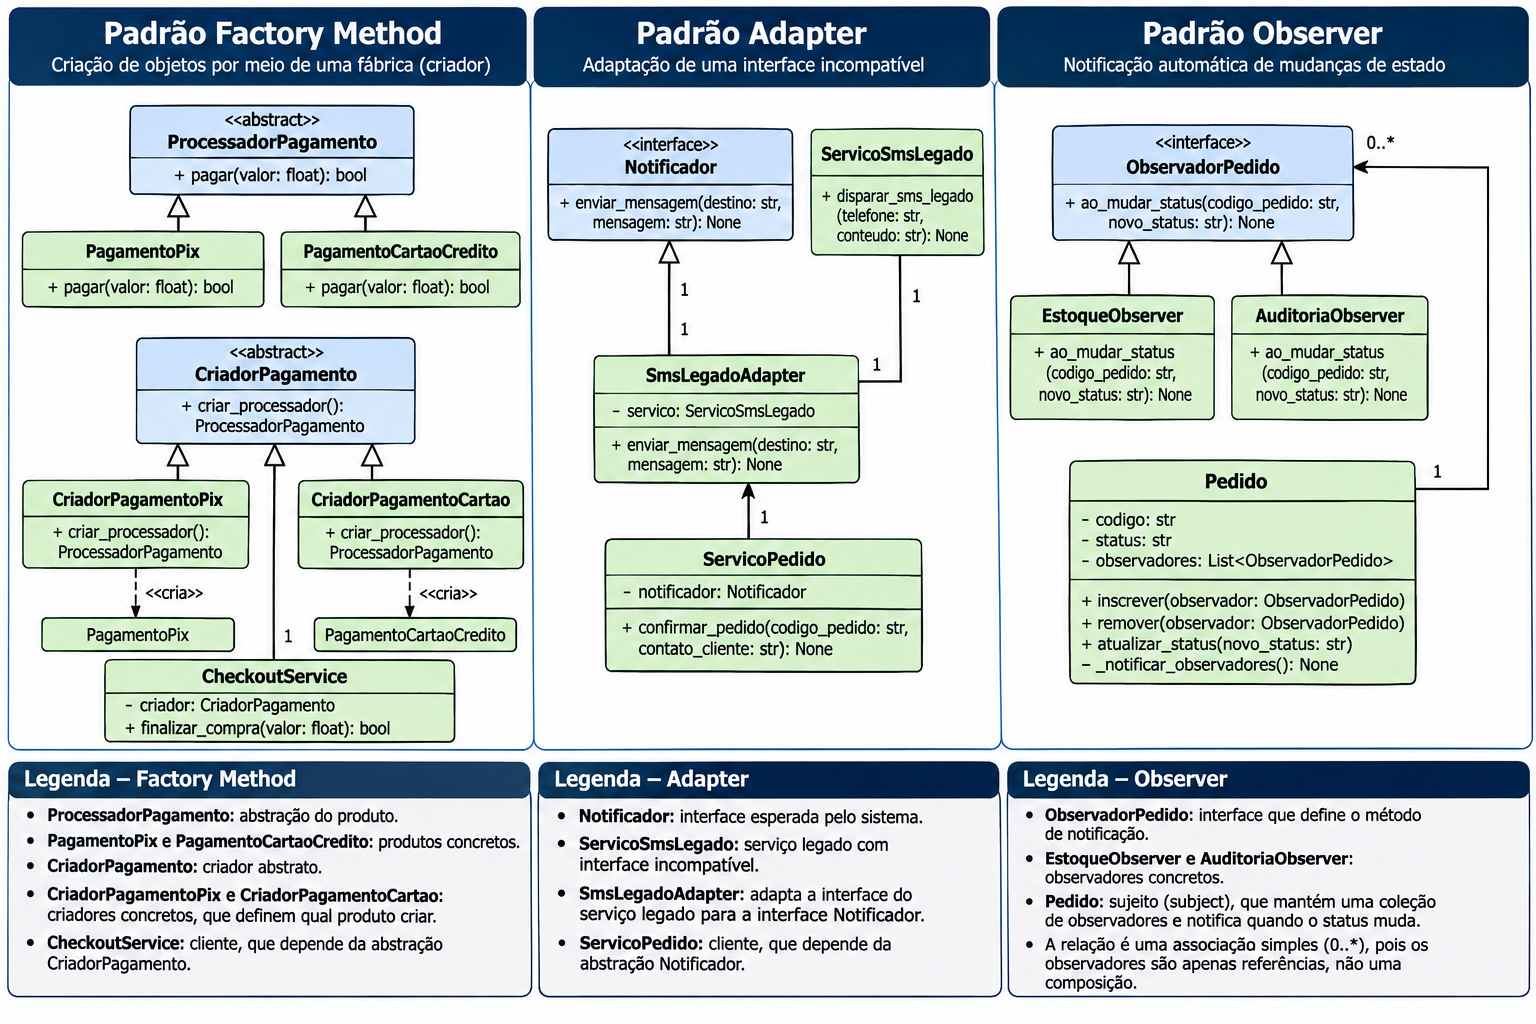 Padrão Factory Method
Criação de objetos por meio de uma fábrica (criador)
<<abstract>>
ProcessadorPagamento
+ pagar(valor: float): bool
PagamentoPix
+ pagar(valor: float): bool
PagamentoCartaoCredito
+ pagar(valor: float): bool
<<abstract>>
CriadorPagamento
+ criar_processador():
ProcessadorPagamento
CriadorPagamentoPix
+ criar_processador():
ProcessadorPagamento
CriadorPagamentoCartao
+ criar_processador():
ProcessadorPagamento
<<cria>>
<<cria>>
PagamentoPix
1
PagamentoCartaoCredito
CheckoutService
- criador: CriadorPagamento
+ finalizar_compra(valor: float): bool
Padrão Adapter
Adaptação de uma interface incompatível
<<interface>>
Notificador
+ enviar_mensagem(destino: str,
mensagem: str): None
ServicoSmsLegado
+ disparar_sms_legado
(telefone: str,
conteudo: str): None
1
1
1
1
SmsLegadoAdapter
- servico: ServicoSmsLegado
+ enviar_mensagem(destino: str,
mensagem: str): None
1
ServicoPedido
- notificador: Notificador
+ confirmar_pedido(codigo_pedido: str,
contato_cliente: str): None
Padrão Observer
Notificação automática de mudanças de estado
<<interface>>
ObservadorPedido
+ ao_mudar_status(codigo_pedido: str,
novo_status: str): None
0..*
EstoqueObserver
+ ao_mudar_status
(codigo_pedido: str,
novo_status: str): None
AuditoriaObserver
+ ao_mudar_status
(codigo_pedido: str,
novo_status: str): None
1
Pedido
- codigo: str
- status: str
- observadores: List<ObservadorPedido>
+ inscrever(observador: ObservadorPedido)
+ remover(observador: ObservadorPedido)
+ atualizar_status(novo_status: str)
- _notificar_observadores(): None
Legenda – Factory Method
• ProcessadorPagamento: abstração do produto.
• PagamentoPix e PagamentoCartaoCredito: produtos concretos.
• CriadorPagamento: criador abstrato.
• CriadorPagamentoPix e CriadorPagamentoCartao:
criadores concretos, que definem qual produto criar.
• CheckoutService: cliente, que depende da abstração
CriadorPagamento.
Legenda – Adapter
• Notificador: interface esperada pelo sistema.
• ServicoSmsLegado: serviço legado com
interface incompatível.
• SmsLegadoAdapter: adapta a interface do
serviço legado para a interface Notificador.
• ServicoPedido: cliente, que depende da
abstração Notificador.
Legenda – Observer
• ObservadorPedido: interface que define o método
de notificação.
• EstoqueObserver e AuditoriaObserver:
observadores concretos.
• Pedido: sujeito (subject), que mantém uma coleção
de observadores e notifica quando o status muda.
• A relação é uma associação simples (0..*), pois os
observadores são apenas referências, não uma
composição.